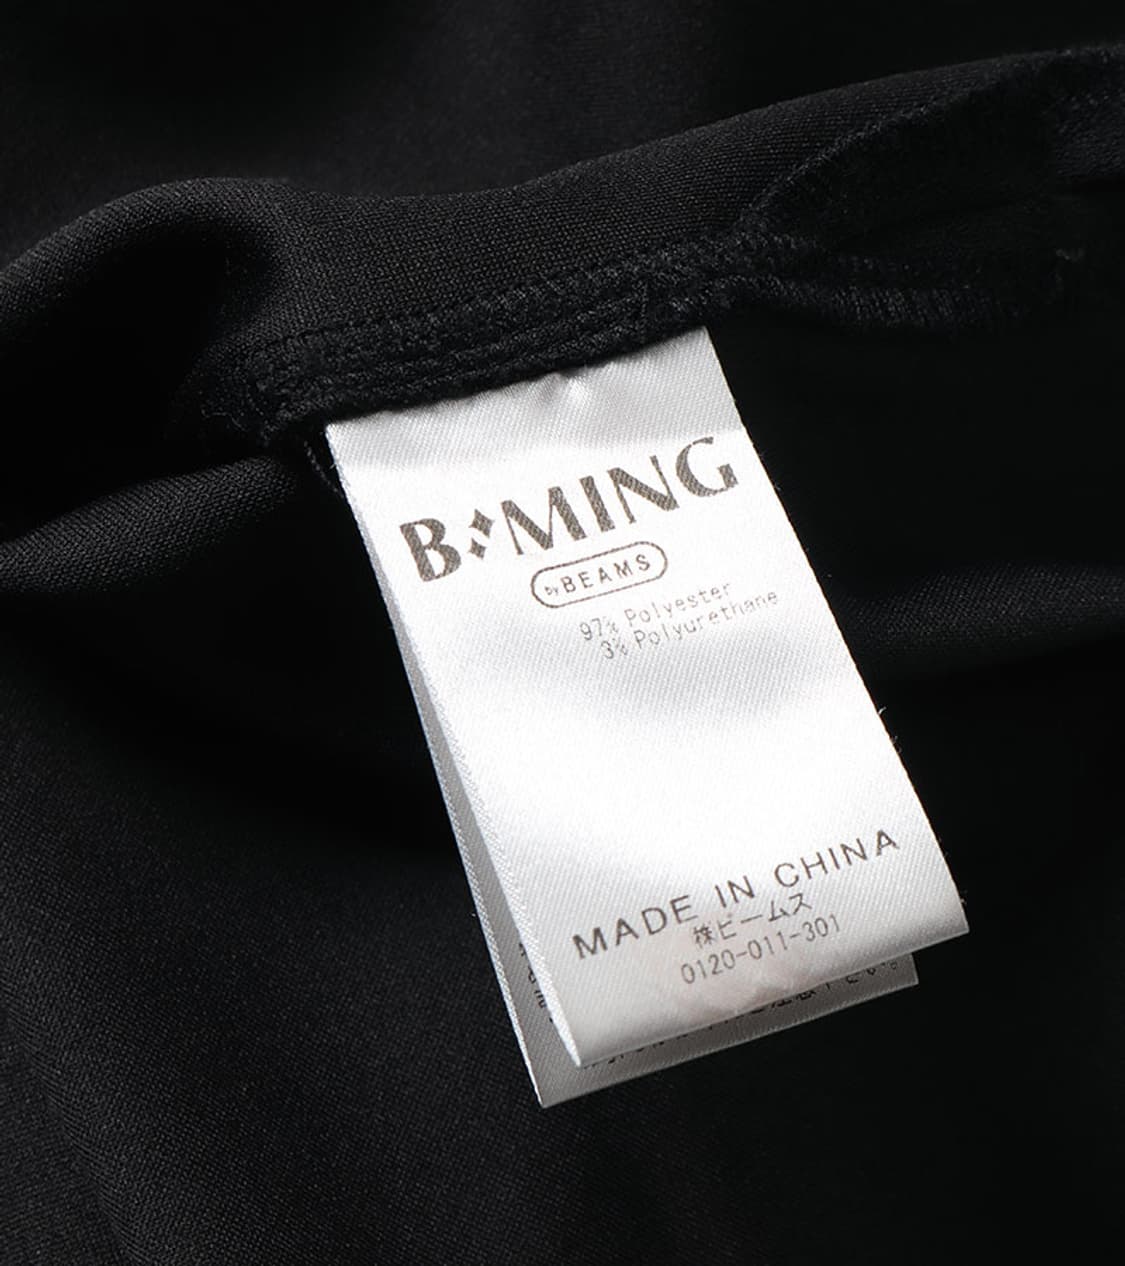 B:MING
by BEAMS
97% Polyester
3% Polyurethane
MADE IN CHINA
㈱ビームス
0120-011-301